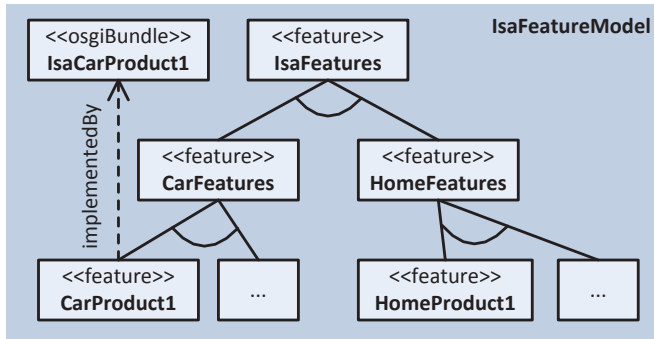 IsaFeatureModel
<<osgiBundle>>
IsaCarProduct1
<<feature>>
IsaFeatures
implementedBy
<<feature>>
CarFeatures
<<feature>>
HomeFeatures
<<feature>>
CarProduct1
...
<<feature>>
HomeProduct1
...